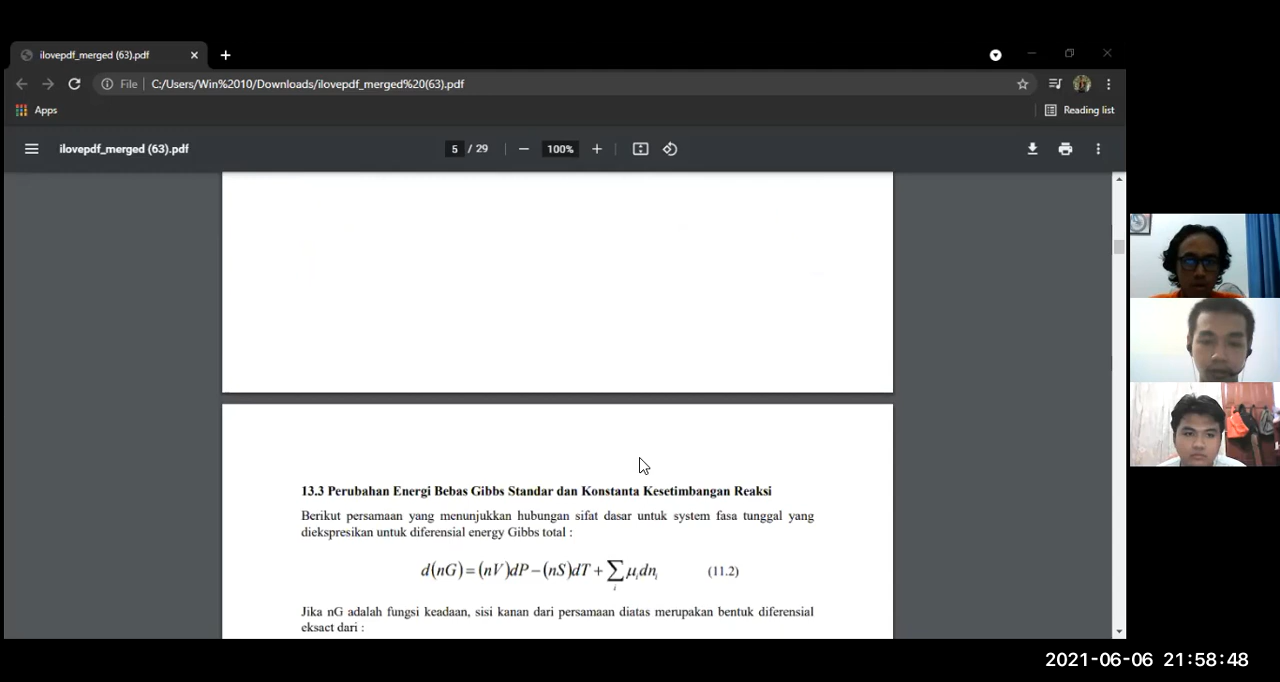 ilovepdf_merged (63).pdf
File
C:/Users/Win%2010/Downloads/ilovepdf_merged%20(63).pdf
Apps
Reading list
ilovepdf_merged (63).pdf
5 / 29
100%
13.3 Perubahan Energi Bebas Gibbs Standar dan Konstanta Kesetimbangan Reaksi
Berikut persamaan yang menunjukkan hubungan sifat dasar untuk system fasa tunggal yang
diekspresikan untuk diferensial energy Gibbs total :
d(nG) = (nV)dP − (nS)dT + ∑ᵢ μᵢdnᵢ (11.2)
Jika nG adalah fungsi keadaan, sisi kanan dari persamaan diatas merupakan bentuk diferensial
eksact dari :
2021-06-06 21:58:48